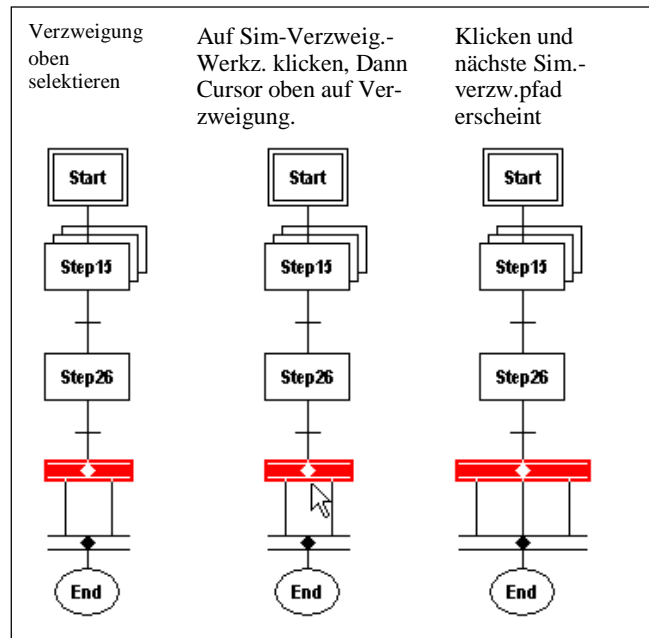 Verzweigung
oben
selektieren
Auf Sim-Verzweig.-
Werkz. klicken, Dann
Cursor oben auf Ver-
zweigung.
Klicken und
nächste Sim.-
verzw.pfad
erscheint
Start
Step15
Step26
End
Start
Step15
Step26
End
Start
Step15
Step26
End